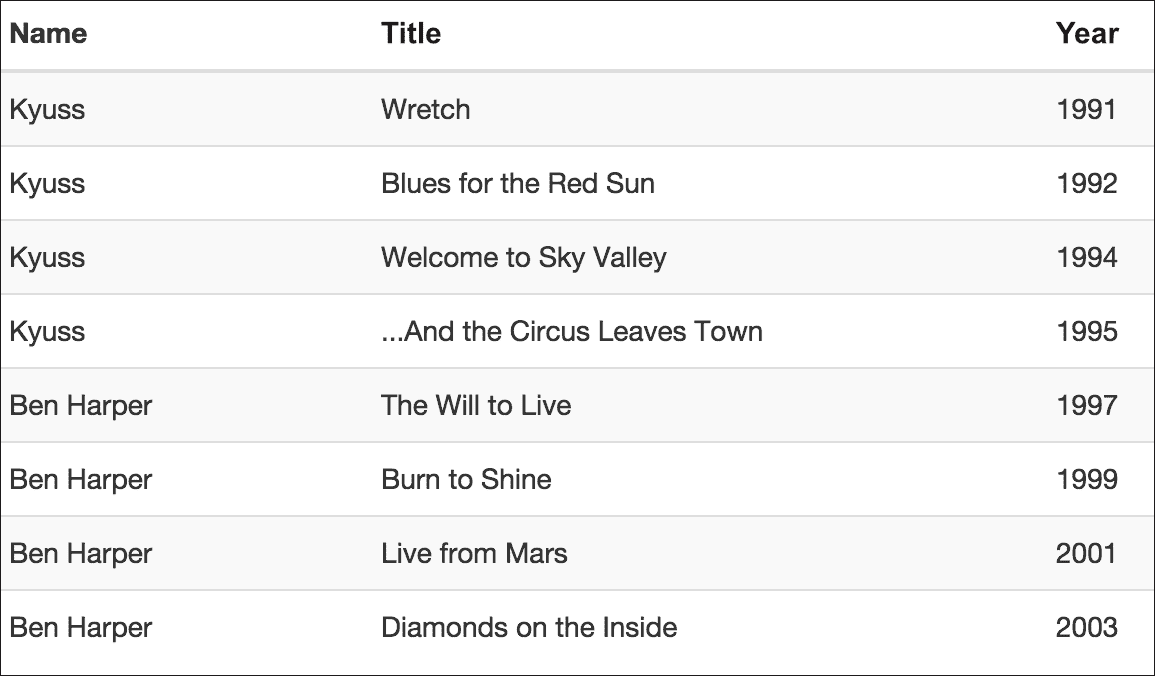 Name Title Year
Kyuss Wretch 1991
Kyuss Blues for the Red Sun 1992
Kyuss Welcome to Sky Valley 1994
Kyuss ...And the Circus Leaves Town 1995
Ben Harper The Will to Live 1997
Ben Harper Burn to Shine 1999
Ben Harper Live from Mars 2001
Ben Harper Diamonds on the Inside 2003